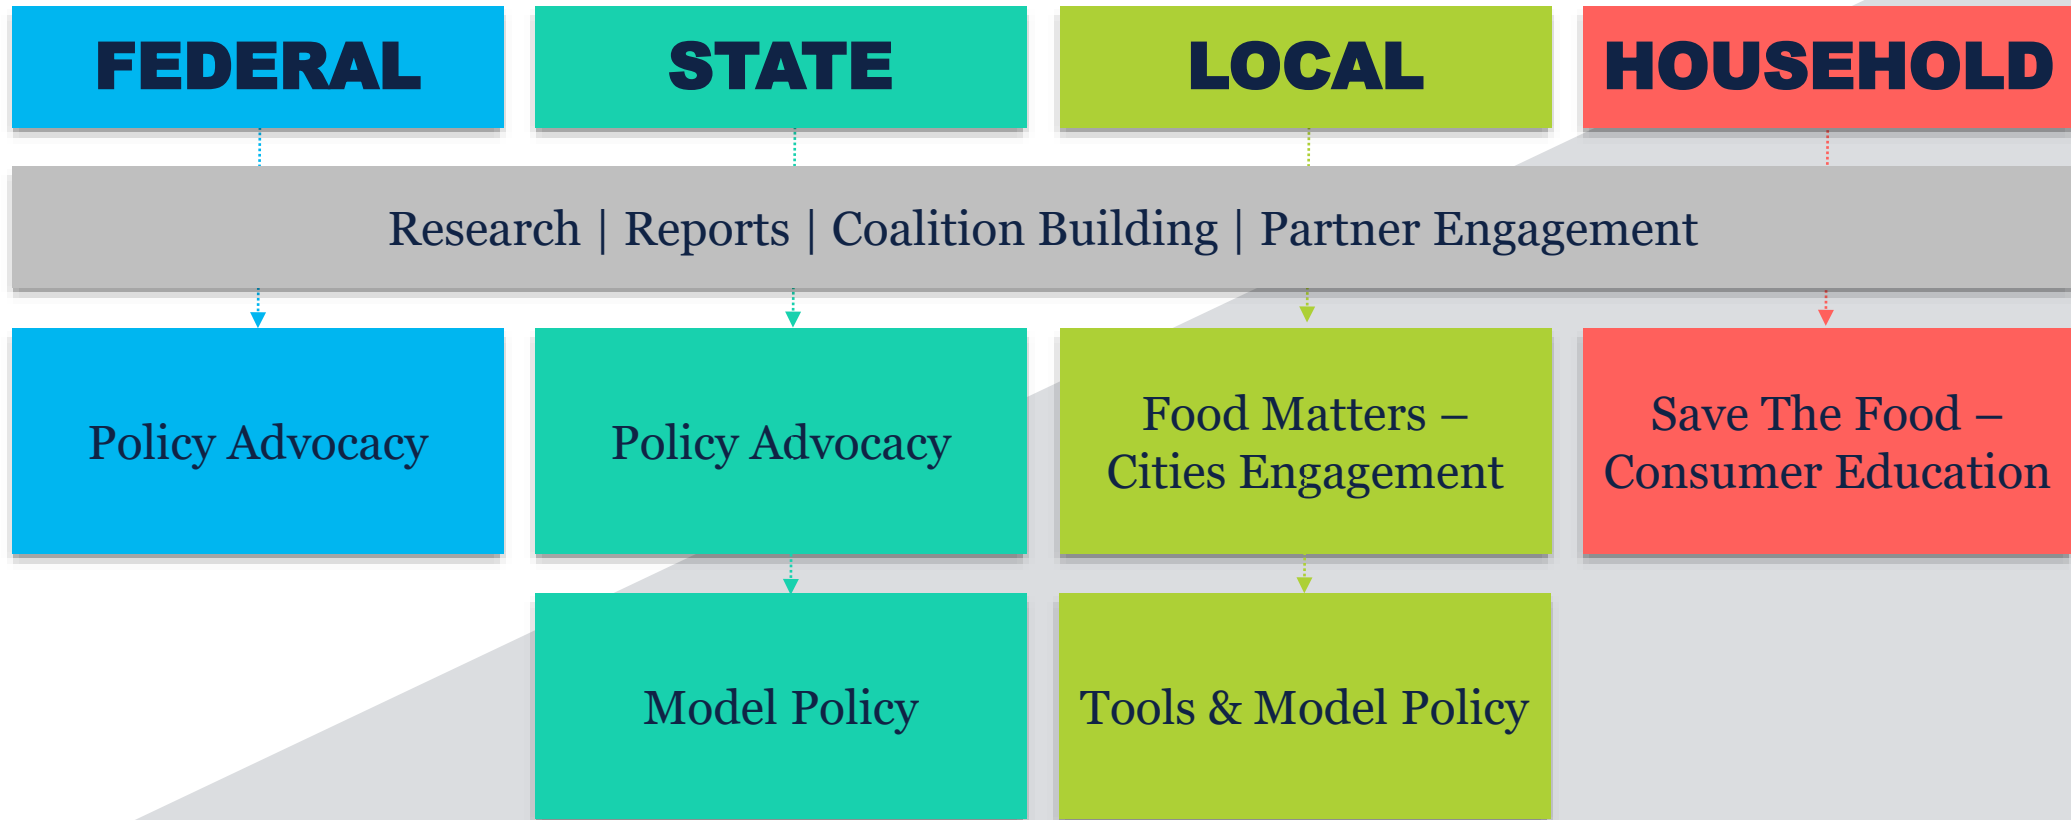 FEDERAL
STATE
LOCAL
HOUSEHOLD
Research | Reports | Coalition Building | Partner Engagement
Policy Advocacy
Policy Advocacy
Food Matters –
Cities Engagement
Save The Food –
Consumer Education
Model Policy
Tools & Model Policy